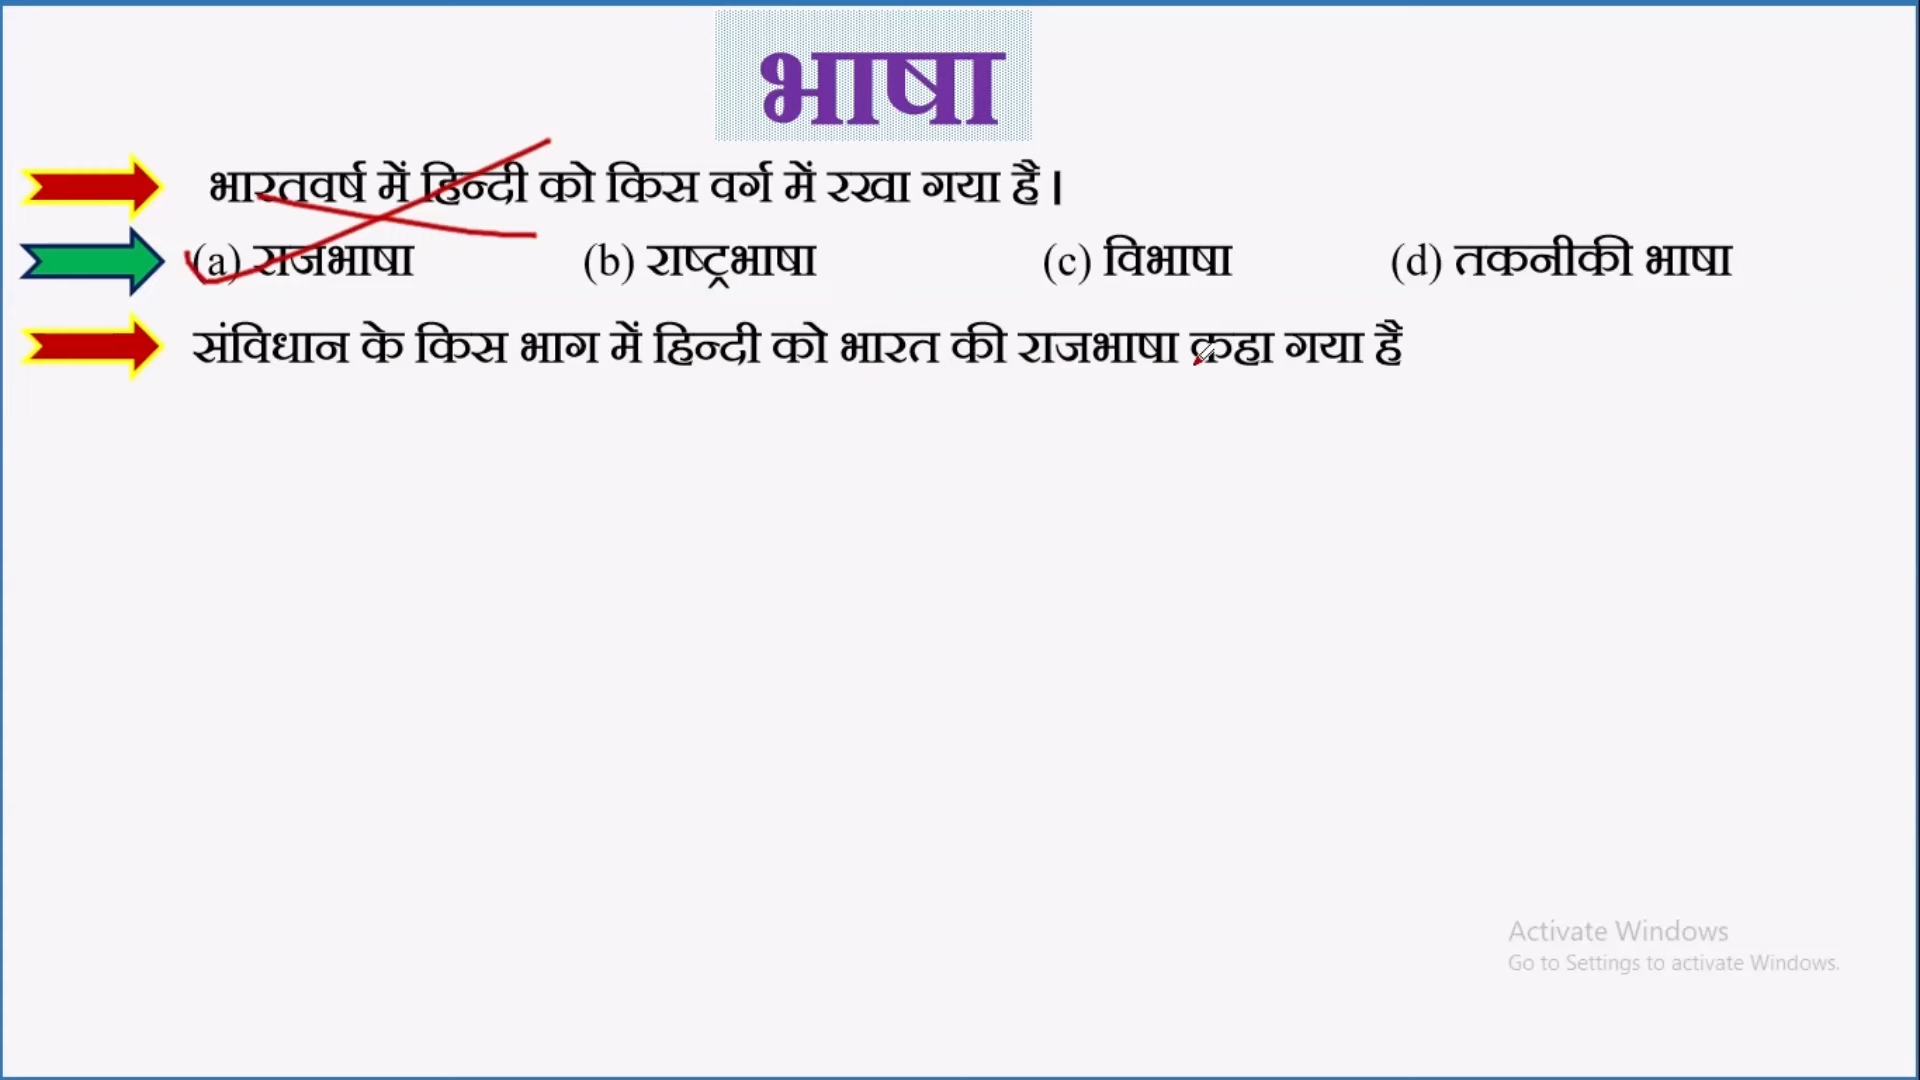 भाषा
भारतवर्ष में हिन्दी को किस वर्ग में रखा गया है।
(a) राजभाषा (b) राष्ट्रभाषा (c) विभाषा (d) तकनीकी भाषा
संविधान के किस भाग में हिन्दी को भारत की राजभाषा कहा गया है
Activate Windows
Go to Settings to activate Windows.